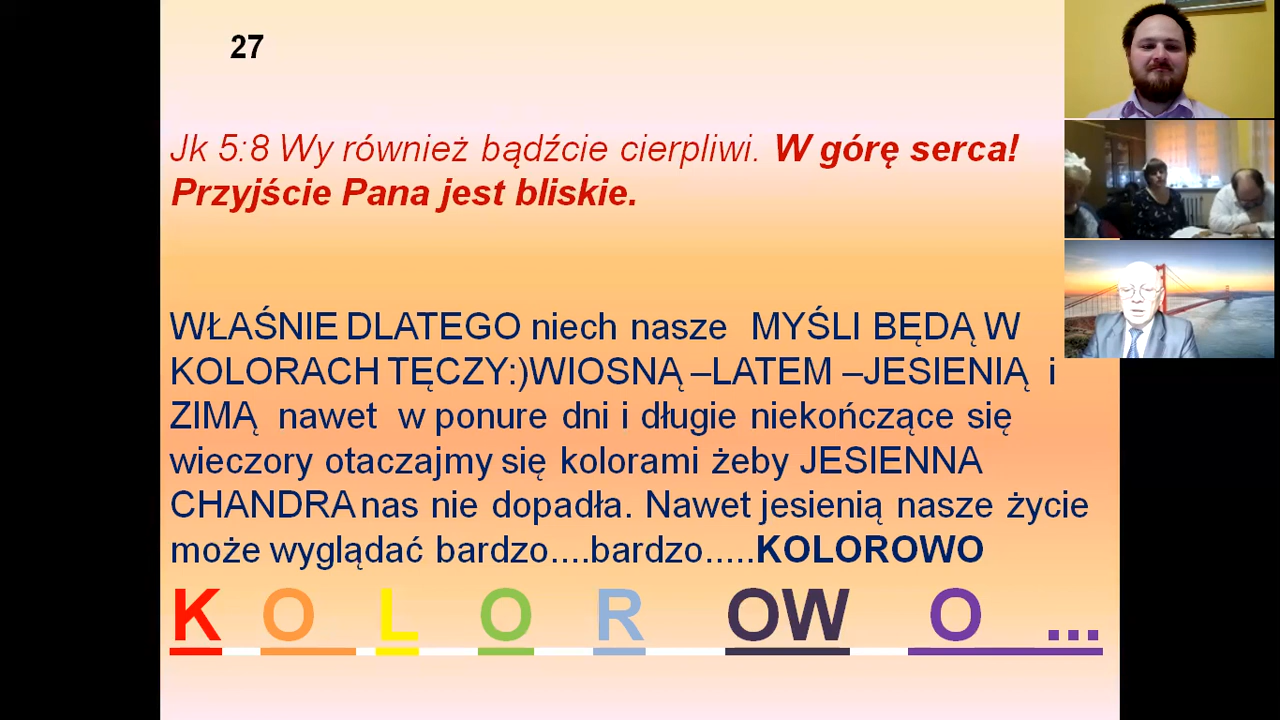 27
Jk 5:8 Wy również bądźcie cierpliwi. W górę serca!
Przyjście Pana jest bliskie.
WŁAŚNIE DLATEGO niech nasze MYŚLI BĘDĄ W
KOLORACH TĘCZY:)WIOSNĄ –LATEM –JESIENIĄ i
ZIMĄ nawet w ponure dni i długie niekończące się
wieczory otaczajmy się kolorami żeby JESIENNA
CHANDRA nas nie dopadła. Nawet jesienią nasze życie
może wyglądać bardzo....bardzo.....KOLOROWO
K O L O R OW O ...